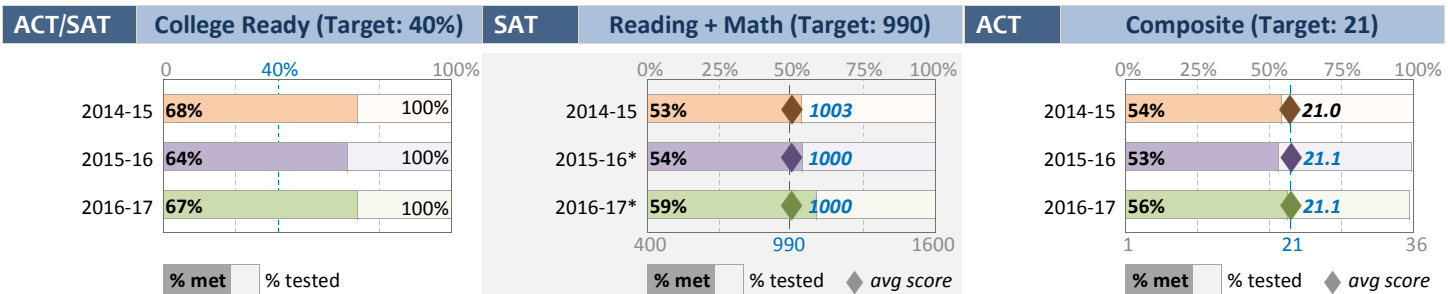 ACT/SAT College Ready (Target: 40%)
0 40% 100%
2014-15 68% 100%
2015-16 64% 100%
2016-17 67% 100%
% met % tested
SAT Reading + Math (Target: 990)
0% 25% 50% 75% 100%
2014-15 53% 1003
2015-16* 54% 1000
2016-17* 59% 1000
400 990 1600
% met % tested avg score
ACT Composite (Target: 21)
0% 25% 50% 75% 100%
2014-15 54% 21.0
2015-16 53% 21.1
2016-17 56% 21.1
1 21 36
% met % tested avg score